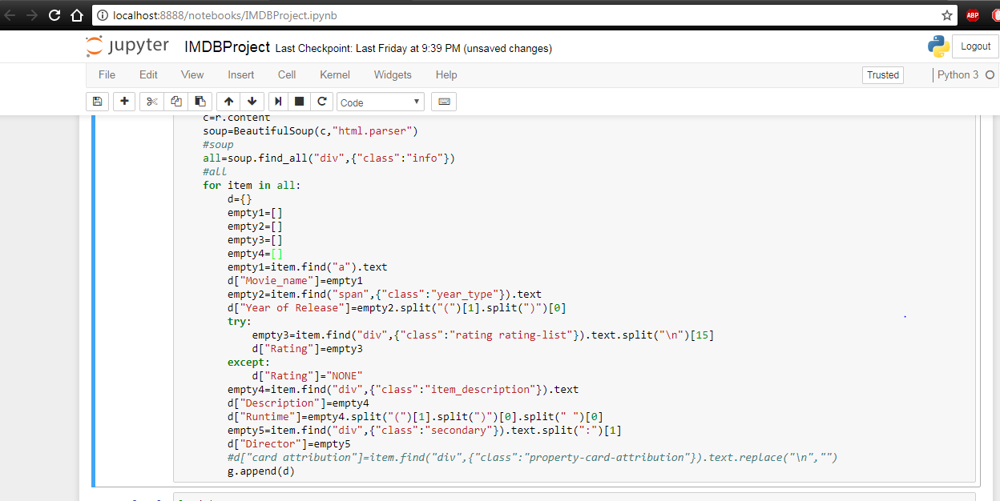 localhost:8888/notebooks/IMDBProject.ipynb
ABP
jupyter IMDBProject Last Checkpoint: Last Friday at 9:39 PM (unsaved changes)
Logout
File Edit View Insert Cell Kernel Widgets Help
Trusted
Python 3
Code
c=r.content
soup=BeautifulSoup(c,"html.parser")
#soup
all=soup.find_all("div",{"class":"info"})
#all
for item in all:
    d={}
    empty1=[]
    empty2=[]
    empty3=[]
    empty4=[]
    empty1=item.find("a").text
    d["Movie_name"]=empty1
    empty2=item.find("span",{"class":"year_type"}).text
    d["Year of Release"]=empty2.split("(")[1].split(")")[0]
    try:
        empty3=item.find("div",{"class":"rating rating-list"}).text.split("\n")[15]
        d["Rating"]=empty3
    except:
        d["Rating"]="NONE"
    empty4=item.find("div",{"class":"item_description"}).text
    d["Description"]=empty4
    d["Runtime"]=empty4.split("(")[1].split(")")[0].split(" ")[0]
    empty5=item.find("div",{"class":"secondary"}).text.split(":")[1]
    d["Director"]=empty5
    #d["card attribution"]=item.find("div",{"class":"property-card-attribution"}).text.replace("\n","")
    g.append(d)